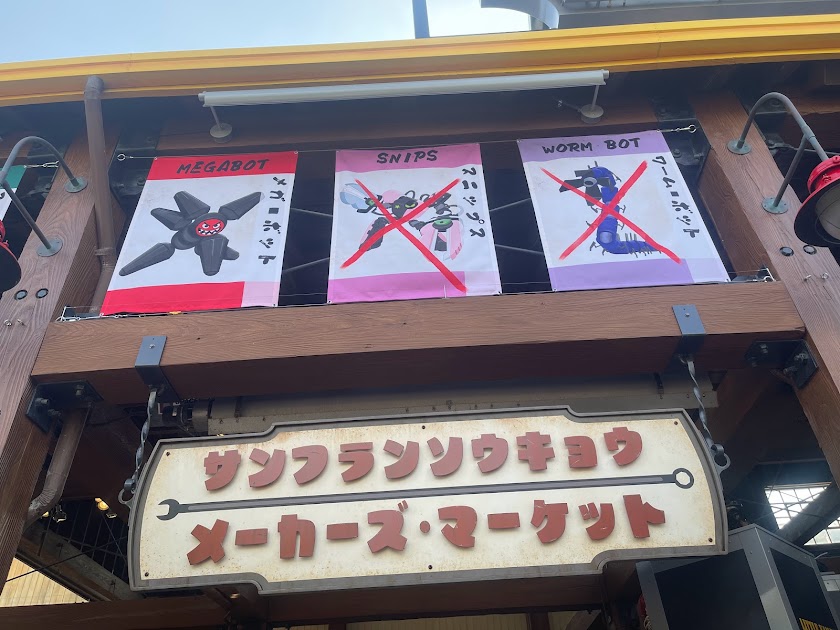 MEGABOT
メガ・ボット
SNIPS
スニップス
WORM BOT
ワーム・ボット
サンフランソウキョウ
メーカーズ・マーケット